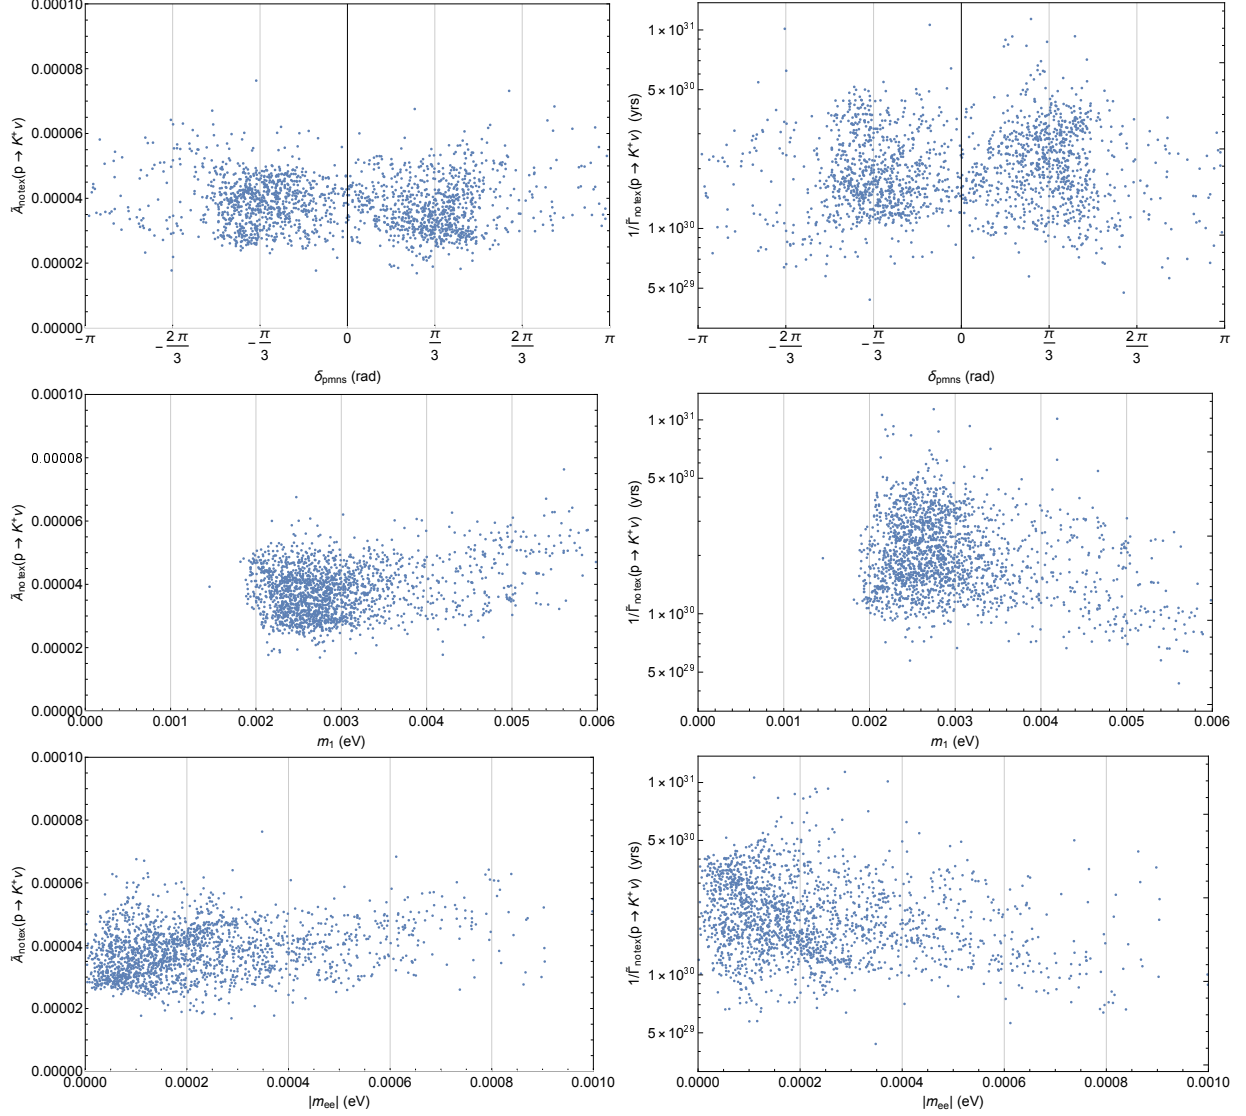 0.00010
0.00008
0.00006
0.00004
0.00002
0.00000
Ā_no tex(p → K⁺ν)
−π
−2π/3
−π/3
0
π/3
2π/3
π
δ_pmns (rad)
1×10³¹
5×10³⁰
1×10³⁰
5×10²⁹
1/Γ̄_no tex(p → K⁺ν) (yrs)
−π
−2π/3
−π/3
0
π/3
2π/3
π
δ_pmns (rad)
0.00010
0.00008
0.00006
0.00004
0.00002
0.00000
Ā_no tex(p → K⁺ν)
0.000 0.001 0.002 0.003 0.004 0.005 0.006
m₁ (eV)
1×10³¹
5×10³⁰
1×10³⁰
5×10²⁹
1/Γ̄_no tex(p → K⁺ν) (yrs)
0.000 0.001 0.002 0.003 0.004 0.005 0.006
m₁ (eV)
0.00010
0.00008
0.00006
0.00004
0.00002
0.00000
Ā_no tex(p → K⁺ν)
0.0000 0.0002 0.0004 0.0006 0.0008 0.0010
|m_ee| (eV)
1×10³¹
5×10³⁰
1×10³⁰
5×10²⁹
1/Γ̄_no tex(p → K⁺ν) (yrs)
0.0000 0.0002 0.0004 0.0006 0.0008 0.0010
|m_ee| (eV)